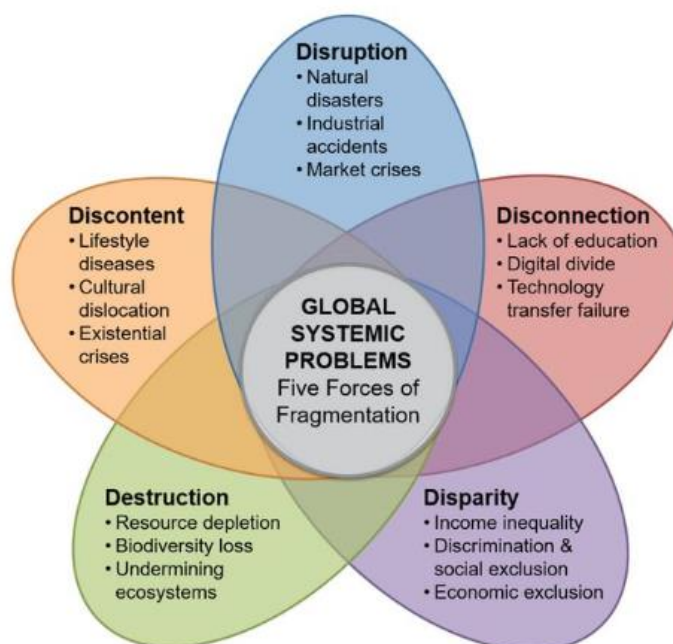 Disruption
• Natural
disasters
• Industrial
accidents
• Market crises
Discontent
• Lifestyle
diseases
• Cultural
dislocation
• Existential
crises
Disconnection
• Lack of education
• Digital divide
• Technology
transfer failure
GLOBAL
SYSTEMIC
PROBLEMS
Five Forces of
Fragmentation
Destruction
• Resource depletion
• Biodiversity loss
• Undermining
ecosystems
Disparity
• Income inequality
• Discrimination &
social exclusion
• Economic exclusion